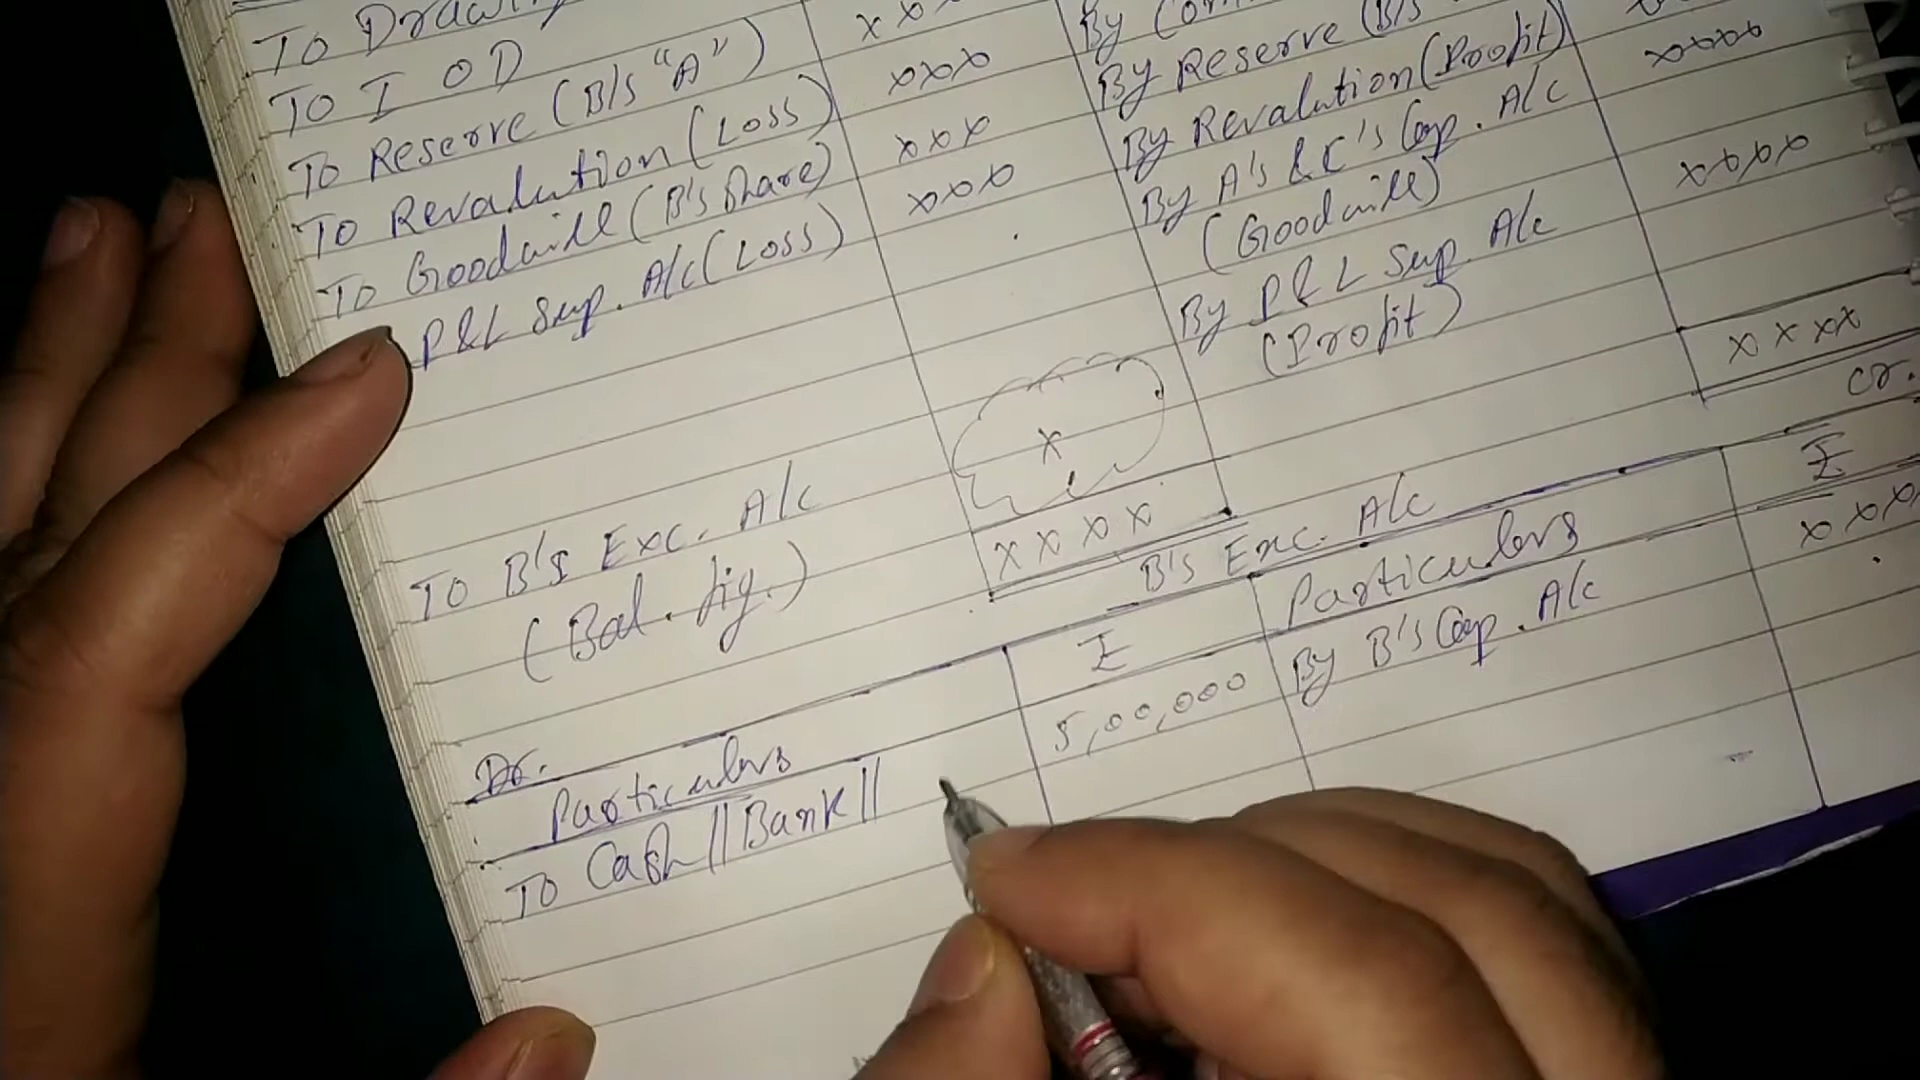 To
To I OD
To Reserve (B/s "A")
To Revalution (Loss)
To Goodwill (B's Share)
P&L Sup. A/c (Loss)
To B's Exc. A/c
(Bal. fig.)
xxx
xxx
xxx
x
xxxx
By
By Reserve (B/s
By Revalution (Profit)
By A's & C's Cap. A/c
(Goodwill)
By P&L Sup. A/c
(Profit)
xxxx
xxxx
xxxx
Cr.
B's Exc. A/c
Dr.
Particulars
Particulars
To Cash || Bank ||
5,00,000
By B's Cap. A/c
xxx